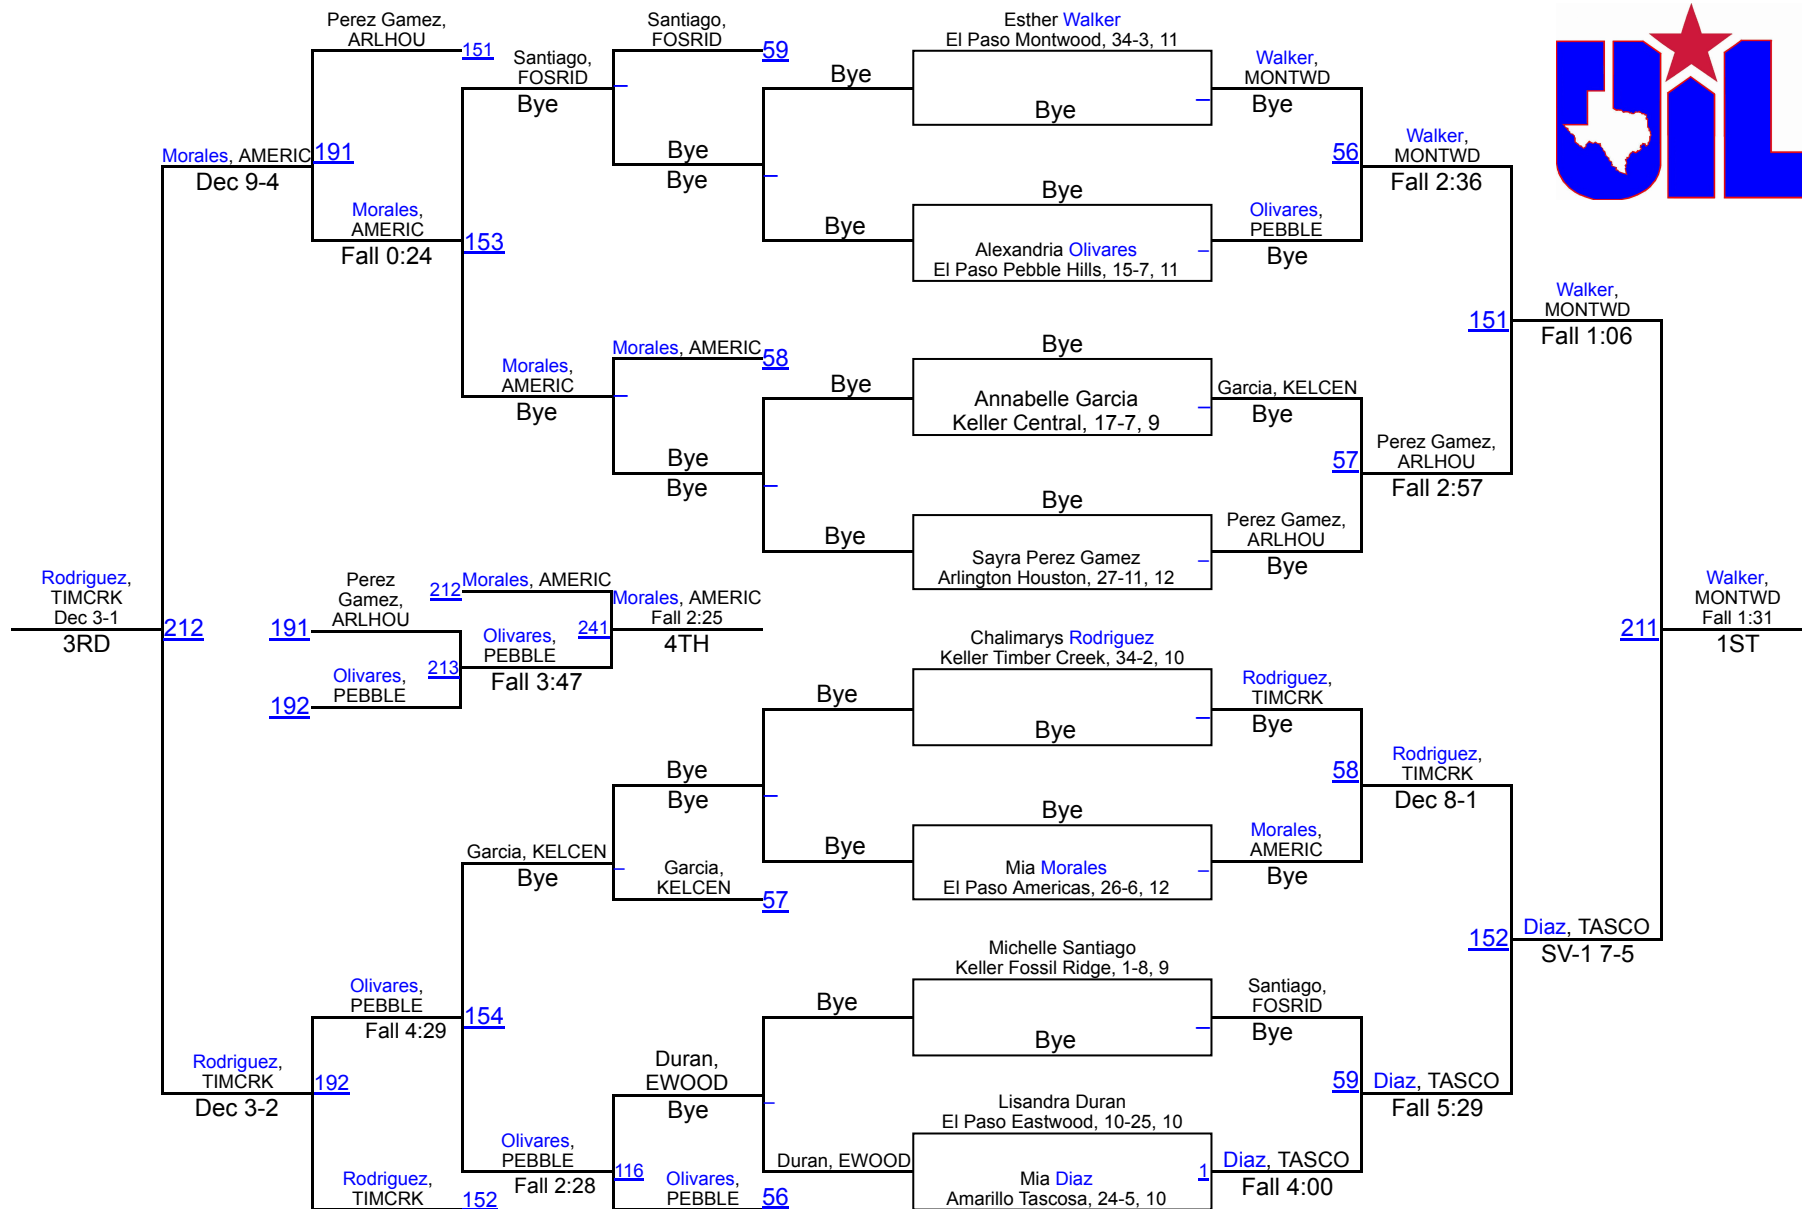 Perez Gamez,
ARLHOU
151
Santiago,
FOSRID
59
Esther Walker
El Paso Montwood, 34-3, 11
Bye
Santiago,
FOSRID
Bye
Bye
Walker,
MONTWD
Bye
UIL
Morales, AMERIC
191
Dec 9-4
Bye
Bye
56
Walker,
MONTWD
Fall 2:36
Morales,
AMERIC
Fall 0:24
153
Bye
Bye
Alexandria Olivares
El Paso Pebble Hills, 15-7, 11
Olivares,
PEBBLE
Bye
151
Walker,
MONTWD
Fall 1:06
Morales,
AMERIC
Bye
Morales, AMERIC
58
Bye
Bye
Annabelle Garcia
Keller Central, 17-7, 9
Garcia, KELCEN
Bye
Bye
Bye
57
Perez Gamez,
ARLHOU
Fall 2:57
Bye
Bye
Sayra Perez Gamez
Arlington Houston, 27-11, 12
Perez Gamez,
ARLHOU
Bye
Rodriguez,
TIMCRK
Dec 3-1
3RD
212
191
Perez
Gamez,
ARLHOU
192
Olivares,
PEBBLE
212
Morales, AMERIC
213
Olivares,
PEBBLE
Fall 3:47
241
Morales, AMERIC
Fall 2:25
4TH
211
Walker,
MONTWD
Fall 1:31
1ST
Chalimarys Rodriguez
Keller Timber Creek, 34-2, 10
Bye
Bye
Rodriguez,
TIMCRK
Bye
Bye
Bye
58
Rodriguez,
TIMCRK
Dec 8-1
Garcia, KELCEN
Bye
Garcia,
KELCEN
57
Bye
Bye
Mia Morales
El Paso Americas, 26-6, 12
Morales,
AMERIC
Bye
152
Diaz, TASCO
SV-1 7-5
Olivares,
PEBBLE
Fall 4:29
154
Michelle Santiago
Keller Fossil Ridge, 1-8, 9
Bye
Bye
Santiago,
FOSRID
Bye
Rodriguez,
TIMCRK
Dec 3-2
192
Duran,
EWOOD
Bye
59
Diaz, TASCO
Fall 5:29
Olivares,
PEBBLE
Fall 2:28
116
Lisandra Duran
El Paso Eastwood, 10-25, 10
Duran, EWOOD
Mia Diaz
Amarillo Tascosa, 24-5, 10
1
Diaz, TASCO
Fall 4:00
Rodriguez,
TIMCRK
152
Olivares,
PEBBLE
56